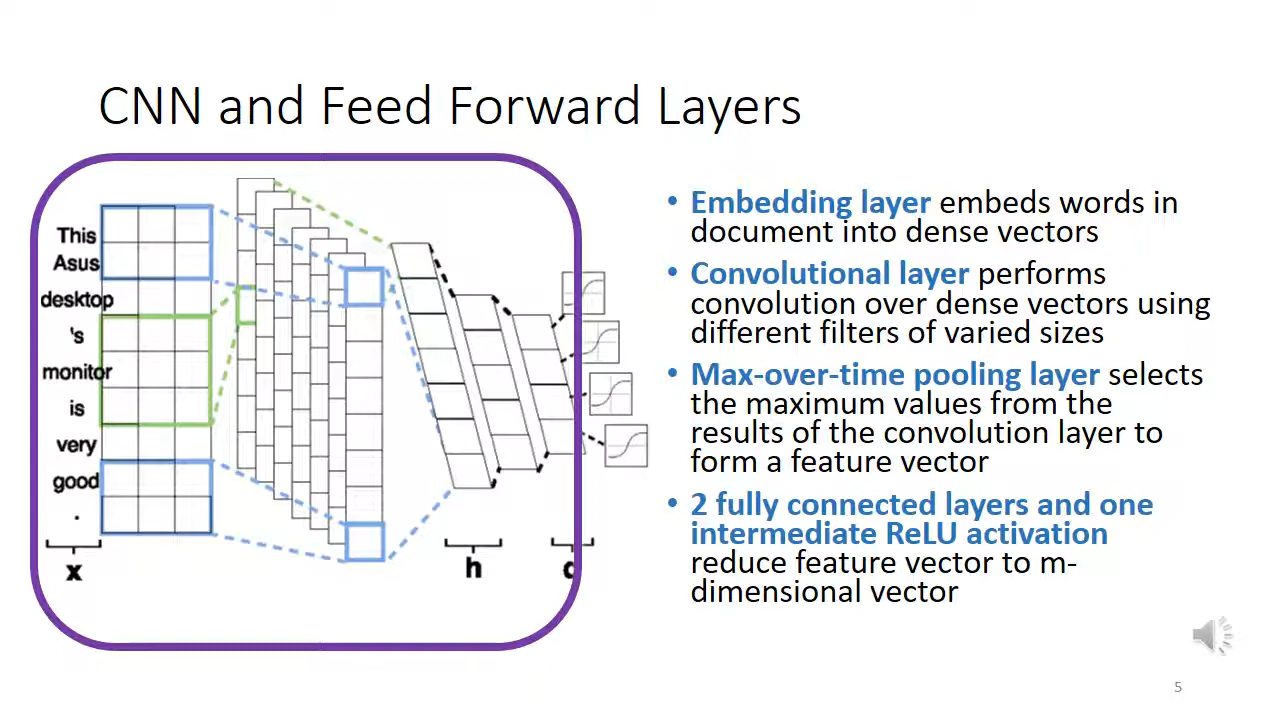 CNN and Feed Forward Layers
This
Asus
desktop
's
monitor
is
very
good
.
x
h
• Embedding layer embeds words in
document into dense vectors
• Convolutional layer performs
convolution over dense vectors using
different filters of varied sizes
• Max-over-time pooling layer selects
the maximum values from the
results of the convolution layer to
form a feature vector
• 2 fully connected layers and one
intermediate ReLU activation
reduce feature vector to m-
dimensional vector
5